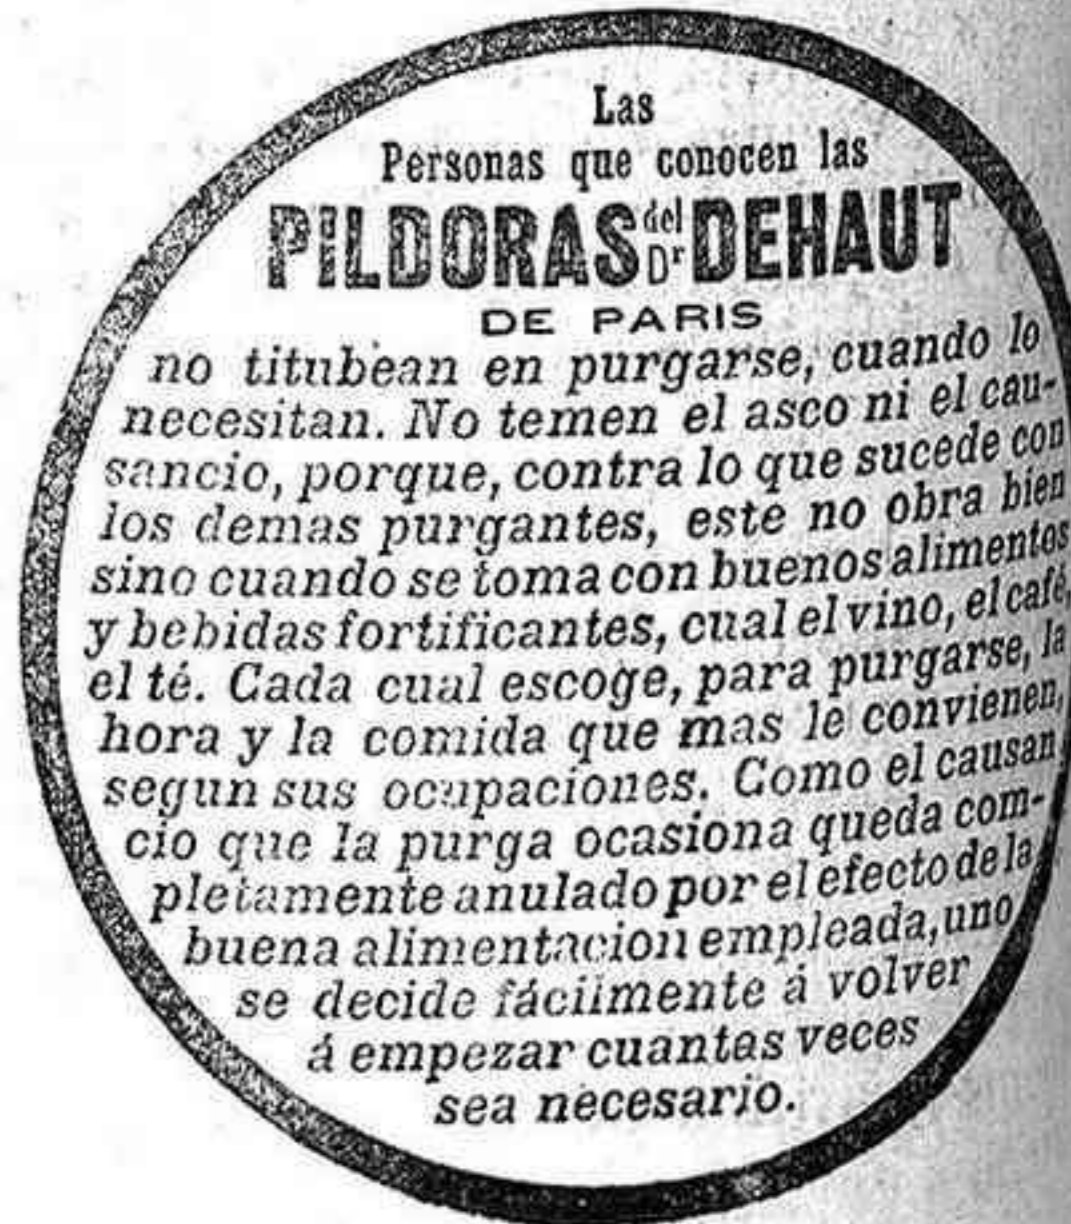 Las
Personas que conocen las
PILDORAS del Dr DEHAUT
DE PARIS
no titubean en purgarse, cuando lo
necesitan. No temen el asco ni el cau-
sancio, porque, contra lo que sucede con
los demas purgantes, este no obra bien
sino cuando se toma con buenos alimentos
y bebidas fortificantes, cual el vino, el café,
el té. Cada cual escoge, para purgarse, la
hora y la comida que mas le convienen,
segun sus ocupaciones. Como el causan
cio que la purga ocasiona queda com-
pletamente anulado por el efecto de la
buena alimentacion empleada, uno
se decide fácilmente á volver
á empezar cuantas veces
sea necesario.